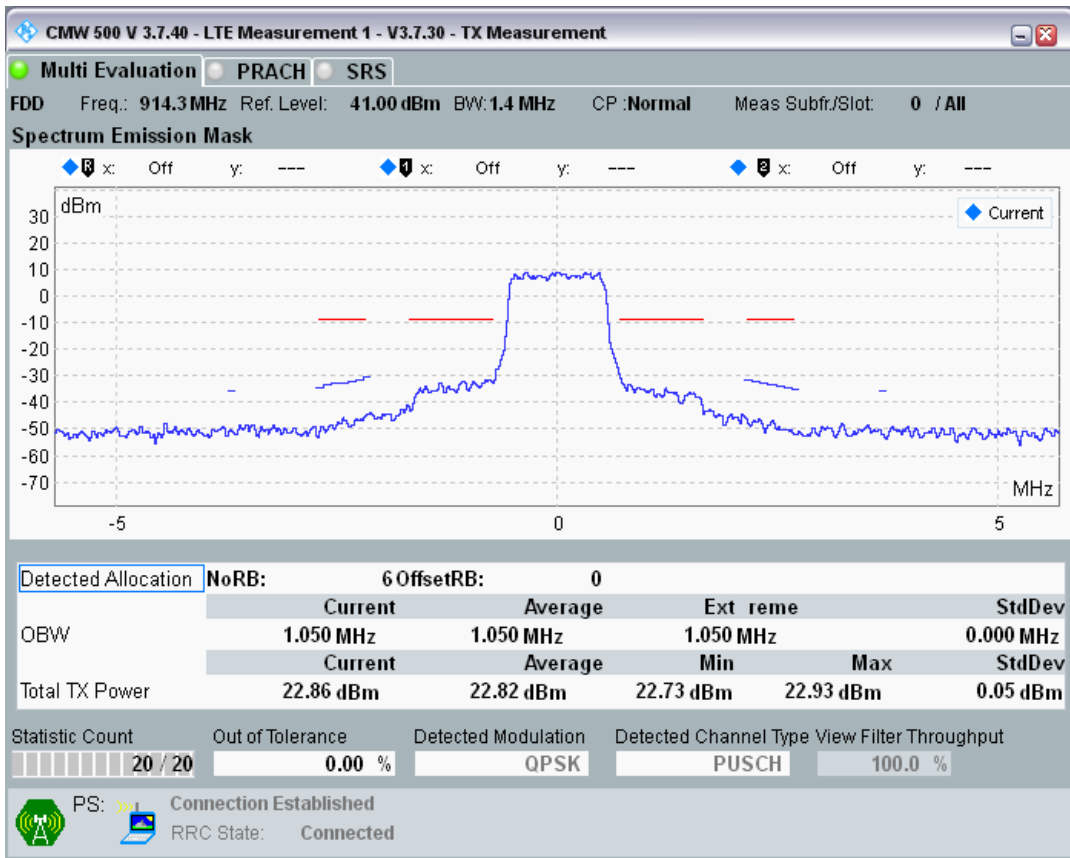 CMW 500 V 3.7.40 - LTE Measurement 1 - V3.7.30 - TX Measurement
Multi Evaluation PRACH SRS
FDD Freq.: 914.3 MHz Ref. Level: 41.00 dBm BW: 1.4 MHz CP :Normal Meas Subfr./Slot: 0 / All
Spectrum Emission Mask
R x: Off y: --- 1 x: Off y: --- 2 x: Off y: ---
dBm
Current
30
20
10
0
-10
-20
-30
-40
-50
-60
-70
MHz
-5 0 5
Detected Allocation NoRB: 6 OffsetRB: 0
Current Average Ext reme StdDev
OBW 1.050 MHz 1.050 MHz 1.050 MHz 0.000 MHz
Current Average Min Max StdDev
Total TX Power 22.86 dBm 22.82 dBm 22.73 dBm 22.93 dBm 0.05 dBm
Statistic Count Out of Tolerance Detected Modulation Detected Channel Type View Filter Throughput
20 / 20 0.00 % QPSK PUSCH 100.0 %
PS: Connection Established
RRC State: Connected